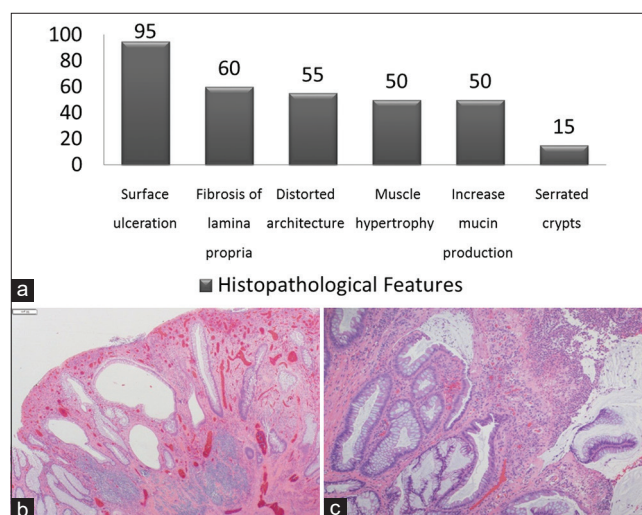 100
80
60
40
20
0
95
60
55
50
50
15
Surface
ulceration
Fibrosis of
lamina
propria
Distorted
architecture
Muscle
hypertrophy
Increase
mucin
production
Serrated
crypts
Histopathological Features
a
b
c